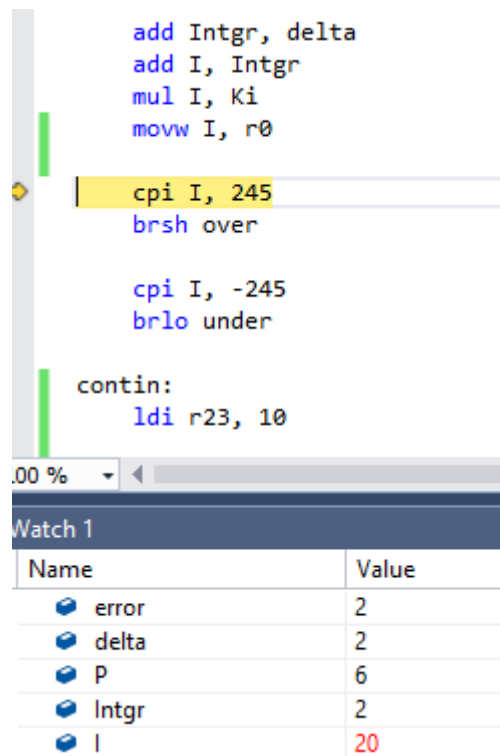 add Intgr, delta
add I, Intgr
mul I, Ki
movw I, r0
cpi I, 245
brsh over
cpi I, -245
brlo under
contin:
ldi r23, 10
.00 %
Watch 1
Name Value
error 2
delta 2
P 6
Intgr 2
I 20